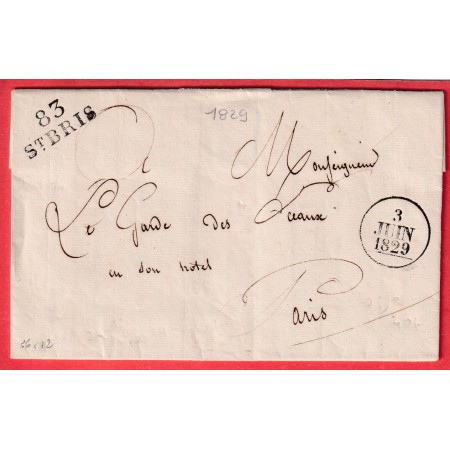 83
ST BRIS
1829
Monseigneur
Le Garde des Sceaux
en son hotel
Paris
3
JUIN
1829